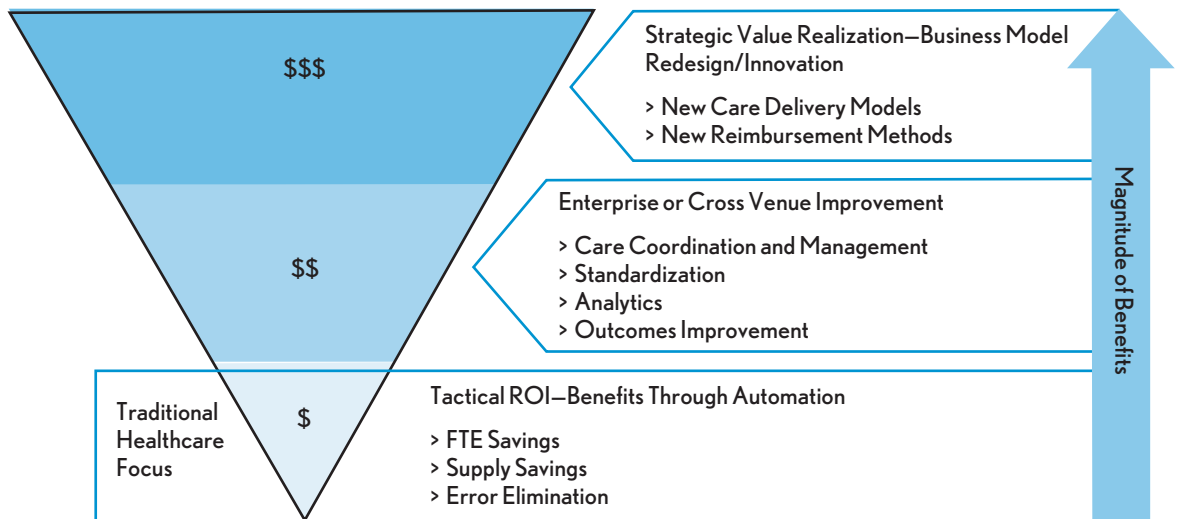 $$$
Strategic Value Realization—Business Model
Redesign/Innovation
> New Care Delivery Models
> New Reimbursement Methods
$$
Enterprise or Cross Venue Improvement
> Care Coordination and Management
> Standardization
> Analytics
> Outcomes Improvement
Magnitude of Benefits
Traditional
Healthcare
Focus
$
Tactical ROI—Benefits Through Automation
> FTE Savings
> Supply Savings
> Error Elimination